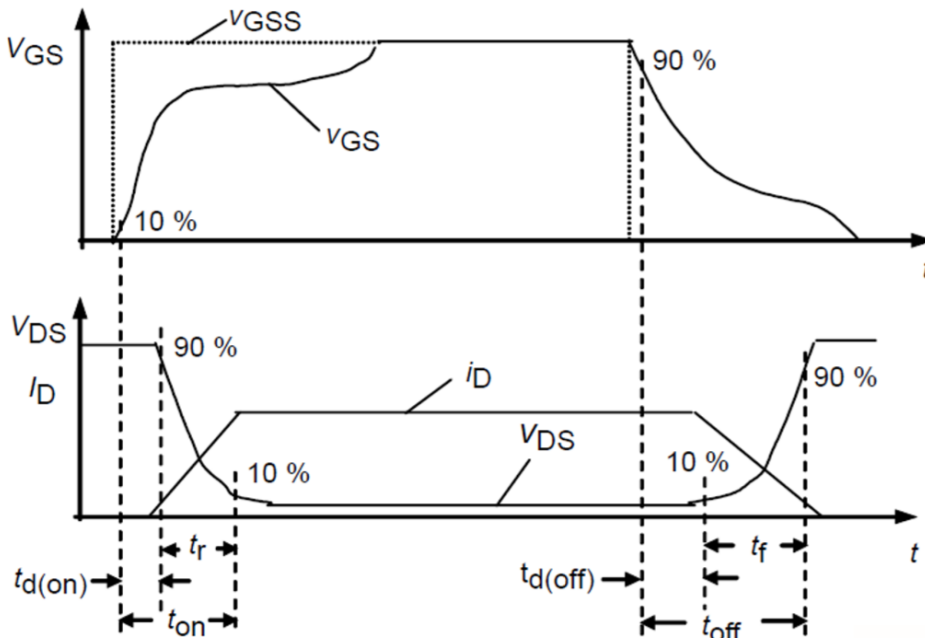 vGSS
VGS
90 %
vGS
10 %
t
VDS
90 %
iD
90 %
ID
VDS
10 %
10 %
tr
tf
t
td(on)
td(off)
ton
toff